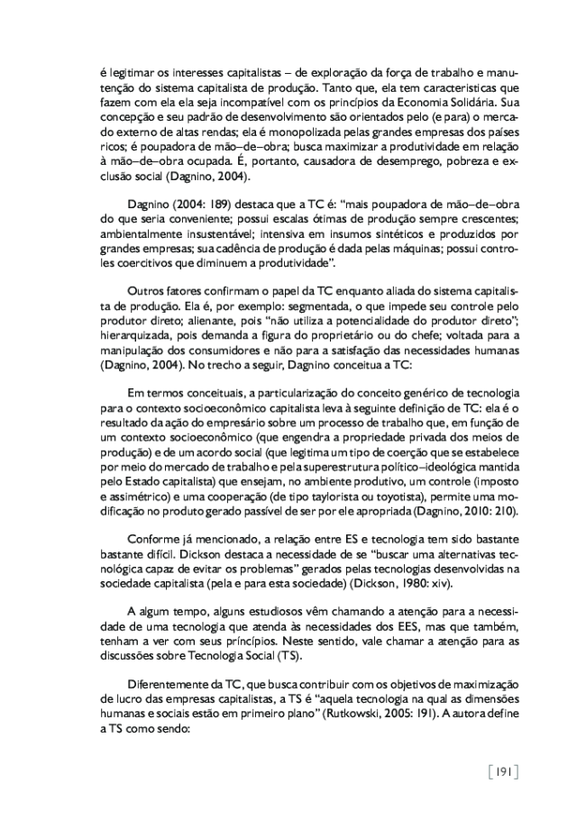 é legitimar os interesses capitalistas – de exploração da força de trabalho e manu-
tenção do sistema capitalista de produção. Tanto que, ela tem caracteristicas que
fazem com ela ela seja incompatível com os princípios da Economia Solidária. Sua
concepção e seu padrão de desenvolvimento são orientados pelo (e para) o merca-
do externo de altas rendas; ela é monopolizada pelas grandes empresas dos países
ricos; é poupadora de mão–de–obra; busca maximizar a produtividade em relação
à mão–de–obra ocupada. É, portanto, causadora de desemprego, pobreza e ex-
clusão social (Dagnino, 2004).
Dagnino (2004: 189) destaca que a TC é: “mais poupadora de mão–de–obra
do que seria conveniente; possui escalas ótimas de produção sempre crescentes;
ambientalmente insustentável; intensiva em insumos sintéticos e produzidos por
grandes empresas; sua cadência de produção é dada pelas máquinas; possui contro-
les coercitivos que diminuem a produtividade”.
Outros fatores confirmam o papel da TC enquanto aliada do sistema capitalis-
ta de produção. Ela é, por exemplo: segmentada, o que impede seu controle pelo
produtor direto; alienante, pois “não utiliza a potencialidade do produtor direto”;
hierarquizada, pois demanda a figura do proprietário ou do chefe; voltada para a
manipulação dos consumidores e não para a satisfação das necessidades humanas
(Dagnino, 2004). No trecho a seguir, Dagnino conceitua a TC:
Em termos conceituais, a particularização do conceito genérico de tecnologia
para o contexto socioeconômico capitalista leva à seguinte definição de TC: ela é o
resultado da ação do empresário sobre um processo de trabalho que, em função de
um contexto socioeconômico (que engendra a propriedade privada dos meios de
produção) e de um acordo social (que legitima um tipo de coerção que se estabelece
por meio do mercado de trabalho e pela superestrutura político–ideológica mantida
pelo Estado capitalista) que ensejam, no ambiente produtivo, um controle (imposto
e assimétrico) e uma cooperação (de tipo taylorista ou toyotista), permite uma mo-
dificação no produto gerado passível de ser por ele apropriada (Dagnino, 2010: 210).
Conforme já mencionado, a relação entre ES e tecnologia tem sido bastante
bastante difícil. Dickson destaca a necessidade de se “buscar uma alternativas tec-
nológica capaz de evitar os problemas” gerados pelas tecnologias desenvolvidas na
sociedade capitalista (pela e para esta sociedade) (Dickson, 1980: xiv).
A algum tempo, alguns estudiosos vêm chamando a atenção para a necessi-
dade de uma tecnologia que atenda às necessidades dos EES, mas que também,
tenham a ver com seus príncípios. Neste sentido, vale chamar a atenção para as
discussões sobre Tecnologia Social (TS).
Diferentemente da TC, que busca contribuir com os objetivos de maximização
de lucro das empresas capitalistas, a TS é “aquela tecnologia na qual as dimensões
humanas e sociais estão em primeiro plano” (Rutkowski, 2005: 191). A autora define
a TS como sendo:
[191]